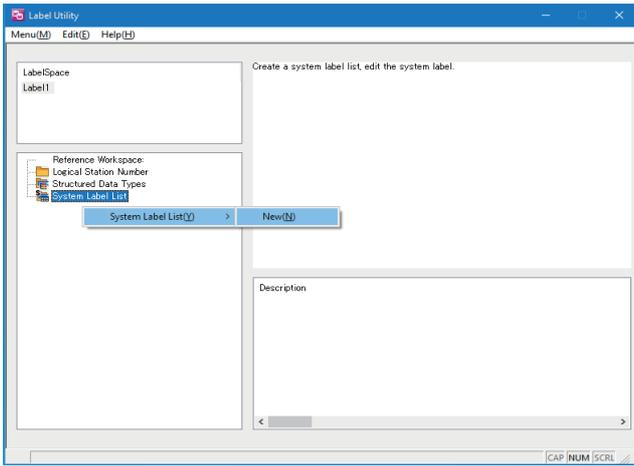 Label Utility
Menu(M) Edit(E) Help(H)
LabelSpace
Label1
Create a system label list, edit the system label.
Reference Workspace:
Logical Station Number
Structured Data Types
System Label List
System Label List(Y) > New(N)
Description
CAP NUM SCRL